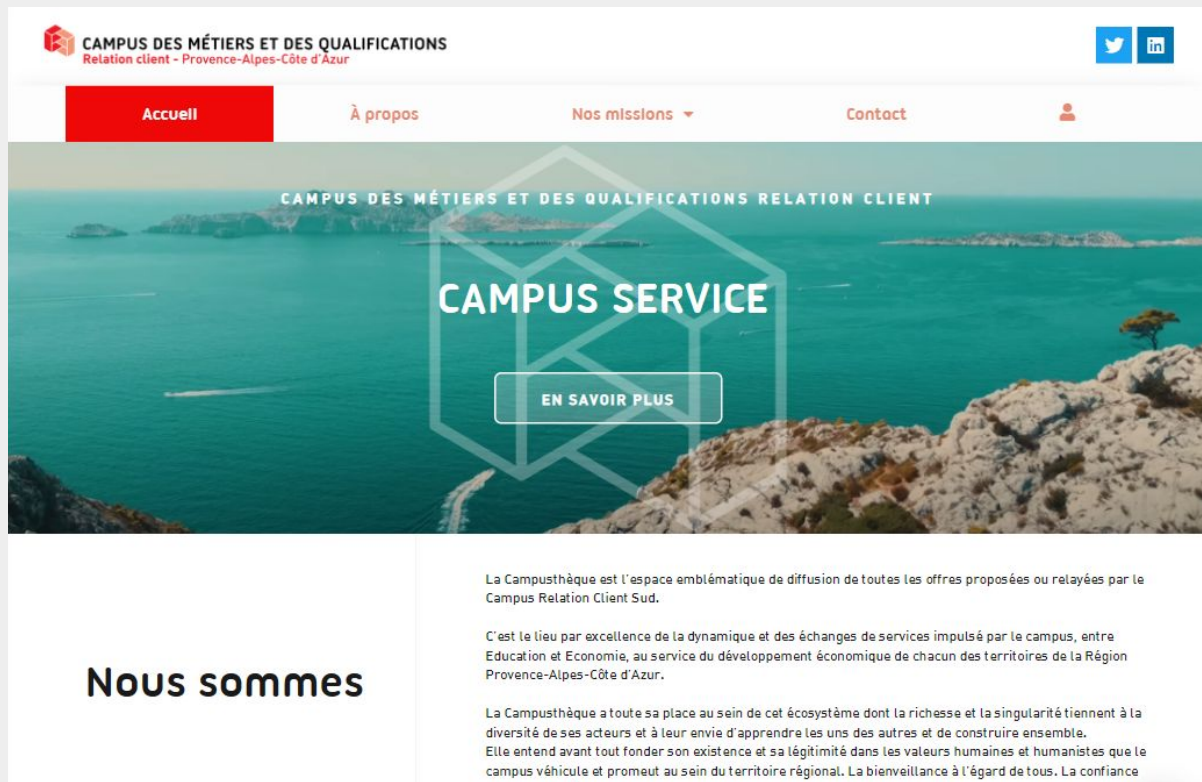 CAMPUS DES MÉTIERS ET DES QUALIFICATIONS
Relation client - Provence-Alpes-Côte d'Azur
in
Accueil
À propos
Nos missions
Contact
CAMPUS DES MÉTIERS ET DES QUALIFICATIONS RELATION CLIENT
CAMPUS SERVICE
EN SAVOIR PLUS
Nous sommes
La Campusthèque est l'espace emblématique de diffusion de toutes les offres proposées ou relayées par le
Campus Relation Client Sud.
C'est le lieu par excellence de la dynamique et des échanges de services impulsé par le campus, entre
Education et Economie, au service du développement économique de chacun des territoires de la Région
Provence-Alpes-Côte d'Azur.
La Campusthèque a toute sa place au sein de cet écosystème dont la richesse et la singularité tiennent à la
diversité de ses acteurs et à leur envie d'apprendre les uns des autres et de construire ensemble.
Elle entend avant tout fonder son existence et sa légitimité dans les valeurs humaines et humanistes que le
campus véhicule et promeut au sein du territoire régional. La bienveillance à l'égard de tous. La confiance